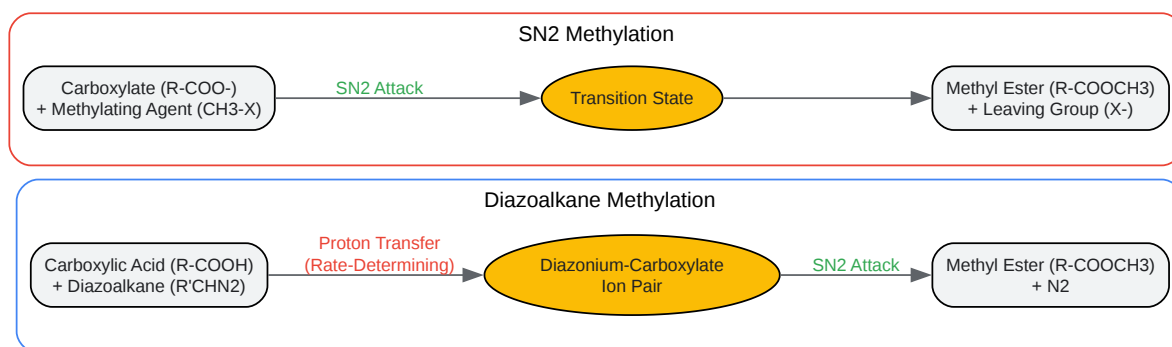 SN2 Methylation
Carboxylate (R-COO-)
+ Methylating Agent (CH3-X)
SN2 Attack
Transition State
Methyl Ester (R-COOCH3)
+ Leaving Group (X-)
Diazoalkane Methylation
Carboxylic Acid (R-COOH)
+ Diazoalkane (R'CHN2)
Proton Transfer
(Rate-Determining)
Diazonium-Carboxylate
Ion Pair
SN2 Attack
Methyl Ester (R-COOCH3)
+ N2